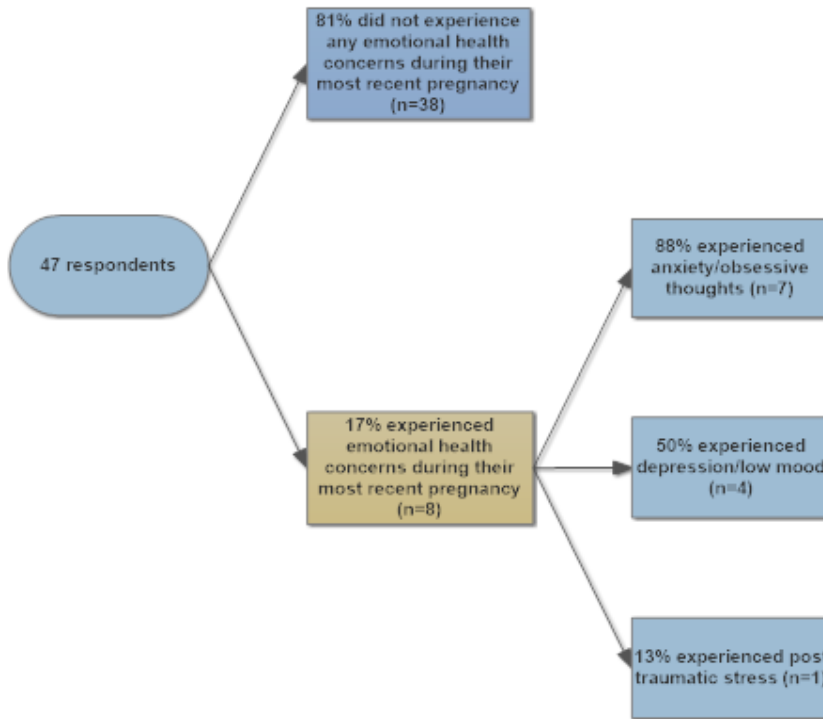 81% did not experience
any emotional health
concerns during their
most recent pregnancy
(n=38)
47 respondents
88% experienced
anxiety/obsessive
thoughts (n=7)
17% experienced
emotional health
concerns during their
most recent pregnancy
(n=8)
50% experienced
depression/low mood
(n=4)
13% experienced post
traumatic stress (n=1)